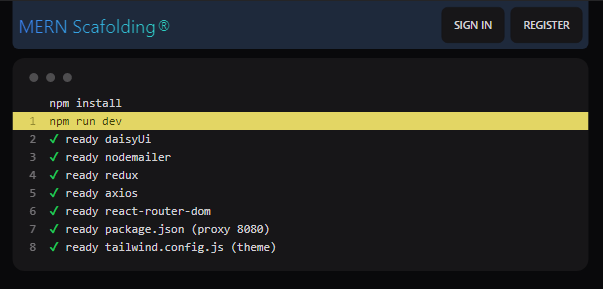 MERN Scafolding®
SIGN IN
REGISTER
npm install
1 npm run dev
2 ✓ ready daisyUi
3 ✓ ready nodemailer
4 ✓ ready redux
5 ✓ ready axios
6 ✓ ready react-router-dom
7 ✓ ready package.json (proxy 8080)
8 ✓ ready tailwind.config.js (theme)